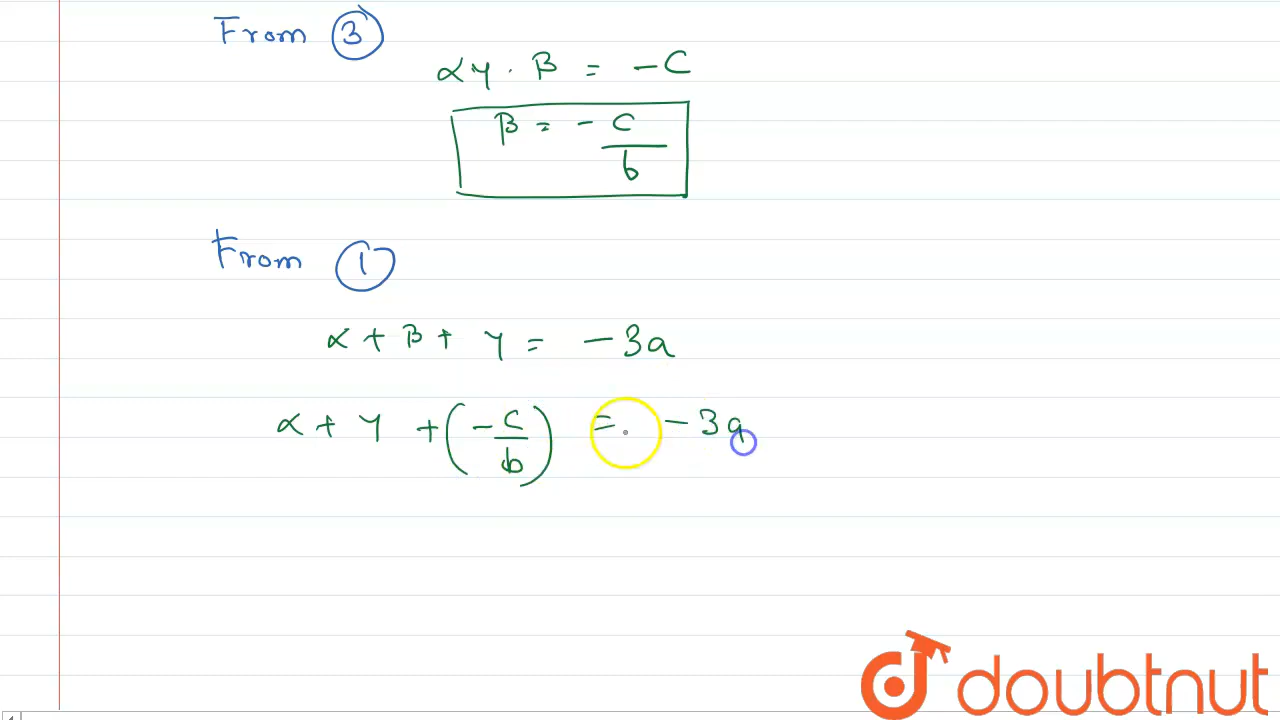 From ③
αγ . β = - C
β = - C/b
From ①
α + β + γ = - 3a
α + γ + (- C/b) = - 3a
doubtnut